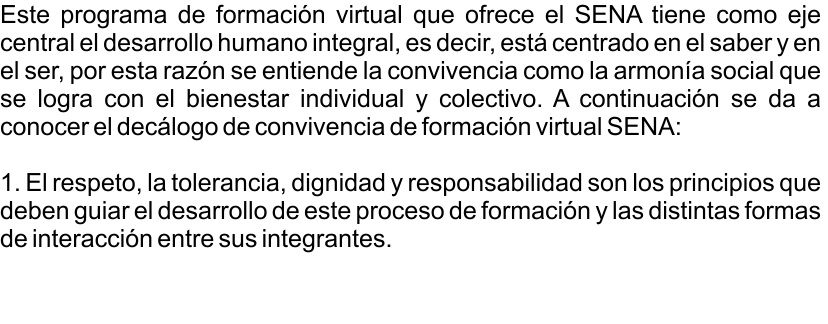 Este programa de formación virtual que ofrece el SENA tiene como eje
central el desarrollo humano integral, es decir, está centrado en el saber y en
el ser, por esta razón se entiende la convivencia como la armonía social que
se logra con el bienestar individual y colectivo. A continuación se da a
conocer el decálogo de convivencia de formación virtual SENA:
1. El respeto, la tolerancia, dignidad y responsabilidad son los principios que
deben guiar el desarrollo de este proceso de formación y las distintas formas
de interacción entre sus integrantes.